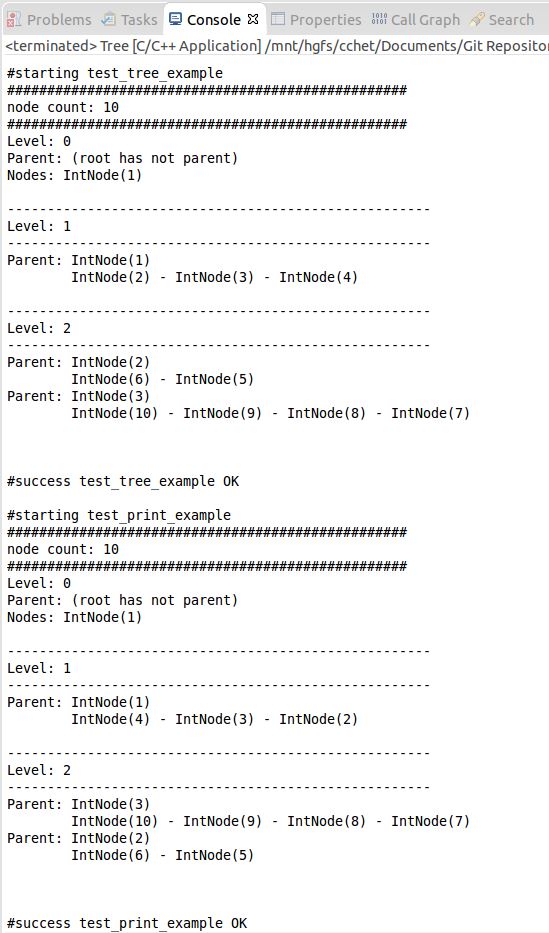 Problems Tasks Console Properties Call Graph Search
<terminated> Tree [C/C++ Application] /mnt/hgfs/cchet/Documents/Git Repositor
#starting test_tree_example
##################################################
node count: 10
##################################################
Level: 0
Parent: (root has not parent)
Nodes: IntNode(1)
-----------------------------------------------------
Level: 1
-----------------------------------------------------
Parent: IntNode(1)
IntNode(2) - IntNode(3) - IntNode(4)
-----------------------------------------------------
Level: 2
-----------------------------------------------------
Parent: IntNode(2)
IntNode(6) - IntNode(5)
Parent: IntNode(3)
IntNode(10) - IntNode(9) - IntNode(8) - IntNode(7)
#success test_tree_example OK
#starting test_print_example
##################################################
node count: 10
##################################################
Level: 0
Parent: (root has not parent)
Nodes: IntNode(1)
-----------------------------------------------------
Level: 1
-----------------------------------------------------
Parent: IntNode(1)
IntNode(4) - IntNode(3) - IntNode(2)
-----------------------------------------------------
Level: 2
-----------------------------------------------------
Parent: IntNode(3)
IntNode(10) - IntNode(9) - IntNode(8) - IntNode(7)
Parent: IntNode(2)
IntNode(6) - IntNode(5)
#success test_print_example OK